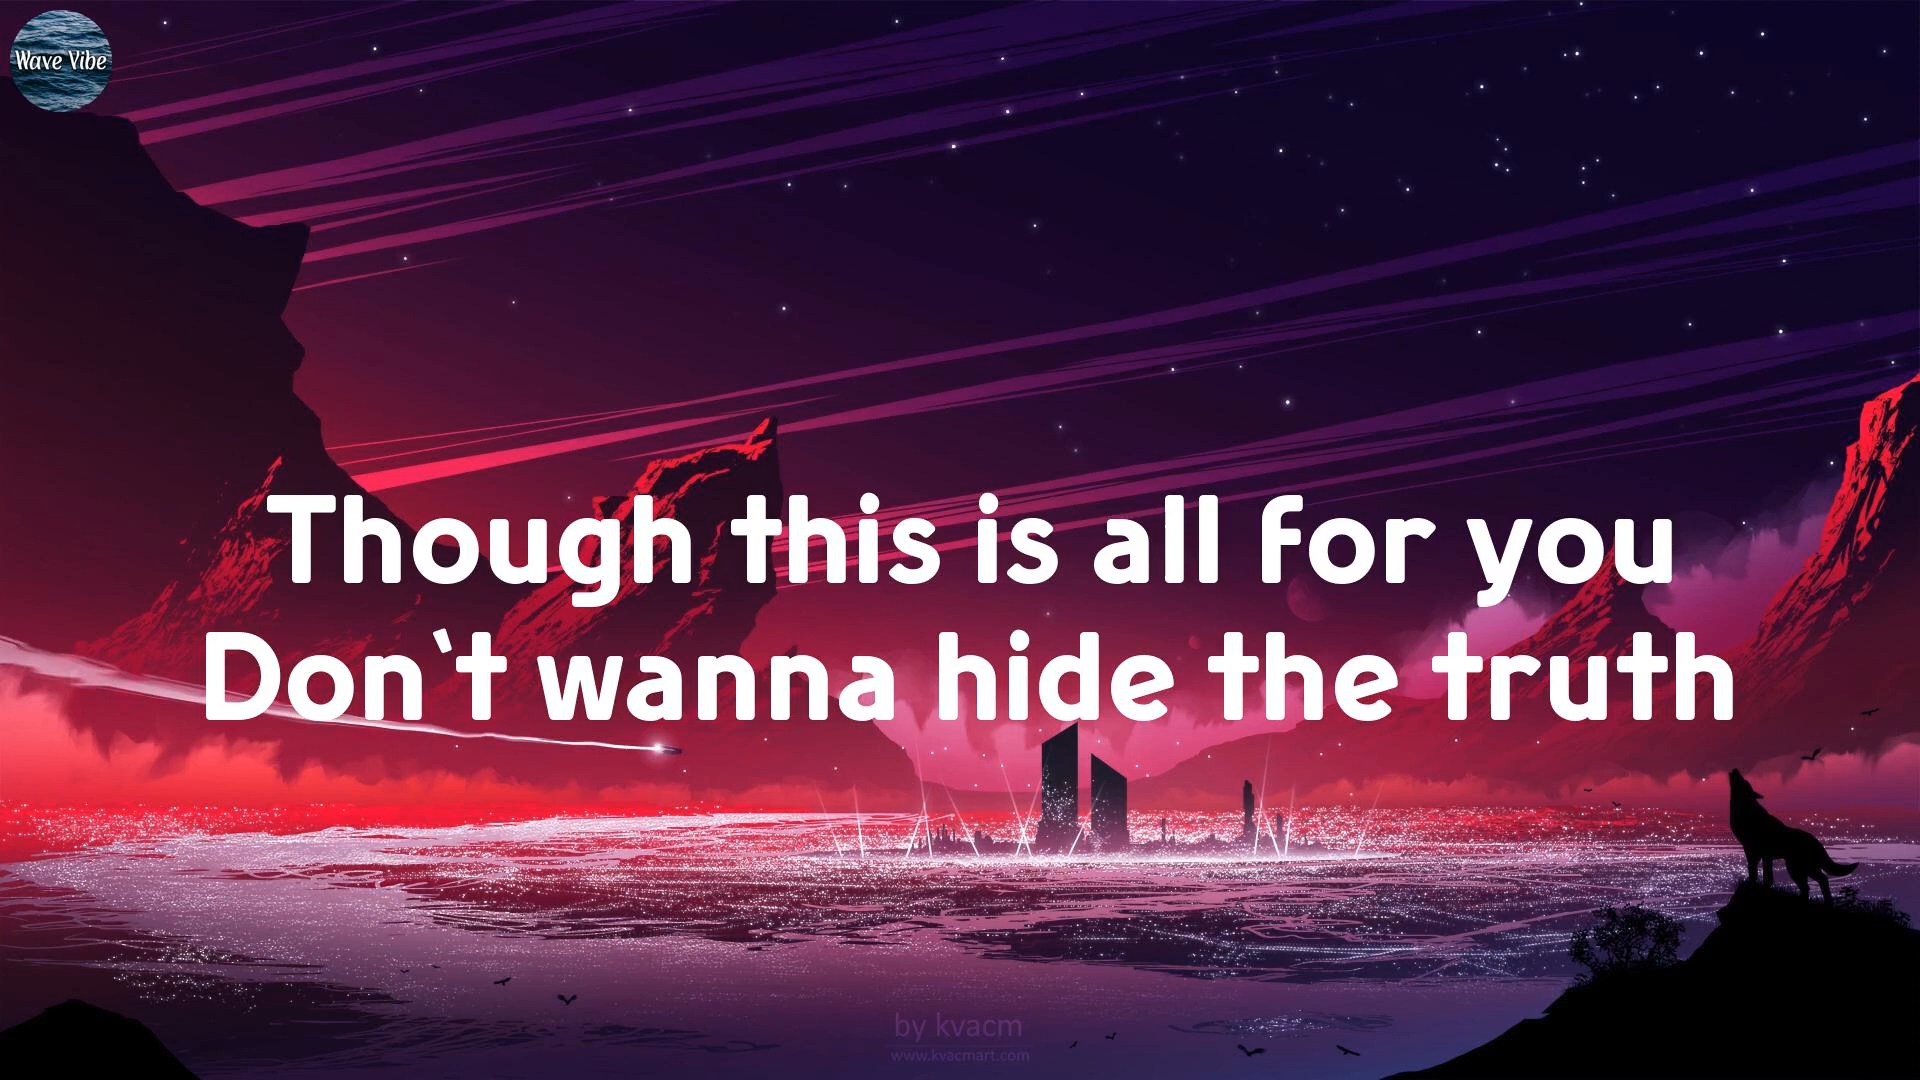 Wave Vibe
Though this is all for you
Don`t wanna hide the truth
by kvacm
www.kvacmart.com